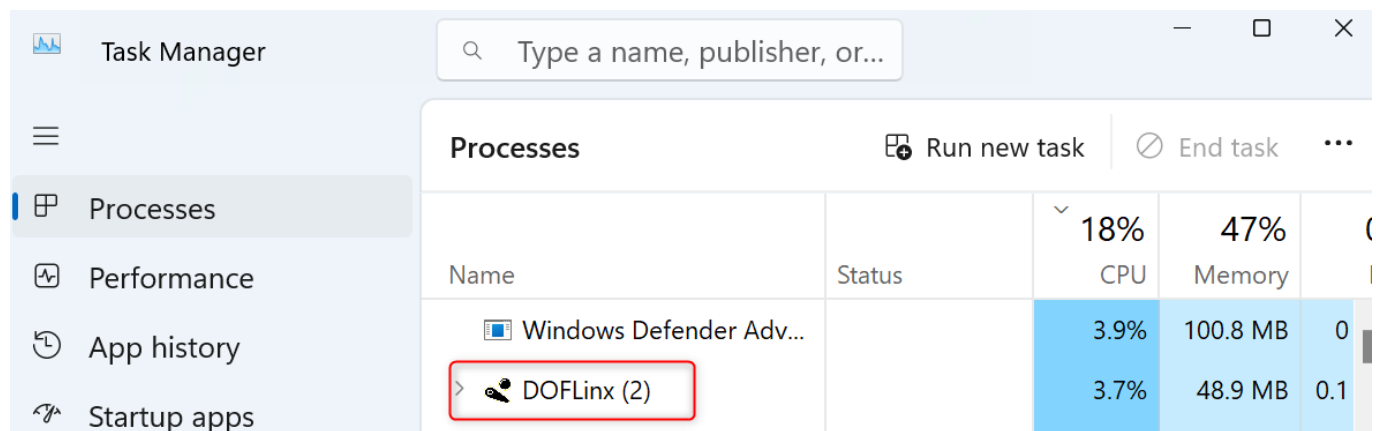 Task Manager
Type a name, publisher, or...
Processes
Performance
App history
Startup apps
Processes
Run new task
End task
18% 47%
Name Status CPU Memory
Windows Defender Adv... 3.9% 100.8 MB 0
DOFLinx (2) 3.7% 48.9 MB 0.1